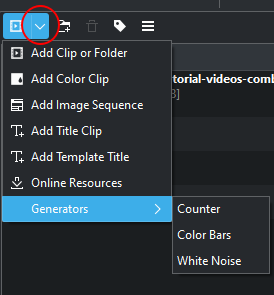 torial-videos-comb
Add Clip or Folder
Add Color Clip
Add Image Sequence
Add Title Clip
Add Template Title
Online Resources
Generators
Counter
Color Bars
White Noise